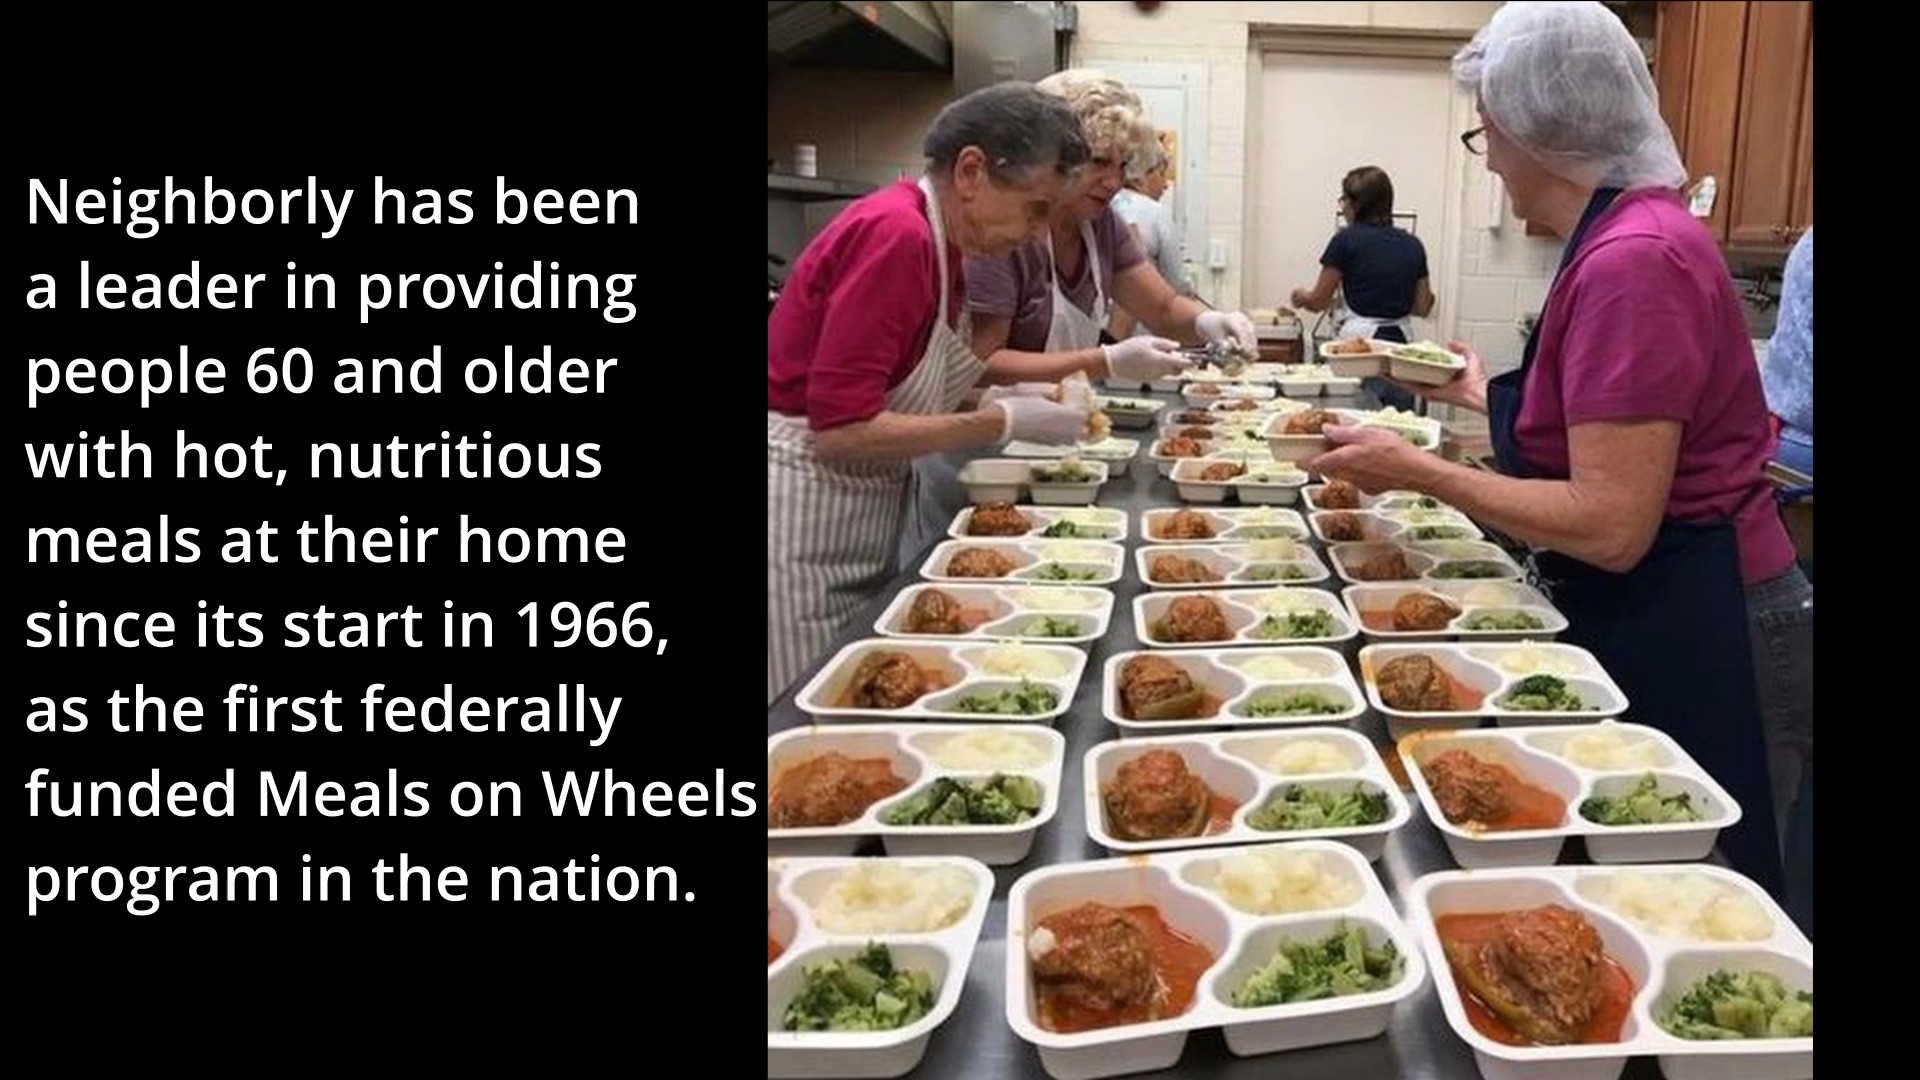 Neighborly has been
a leader in providing
people 60 and older
with hot, nutritious
meals at their home
since its start in 1966,
as the first federally
funded Meals on Wheels
program in the nation.